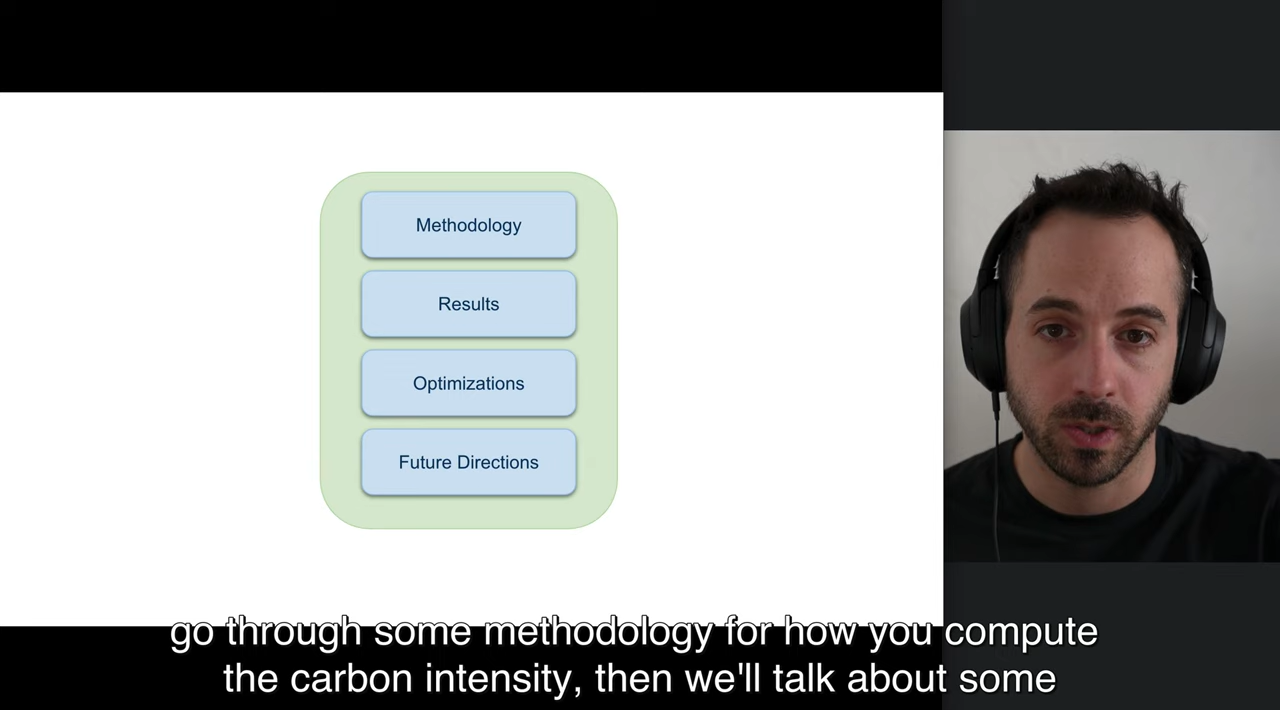 Methodology
Results
Optimizations
Future Directions
go through some methodology for how you compute
the carbon intensity, then we'll talk about some